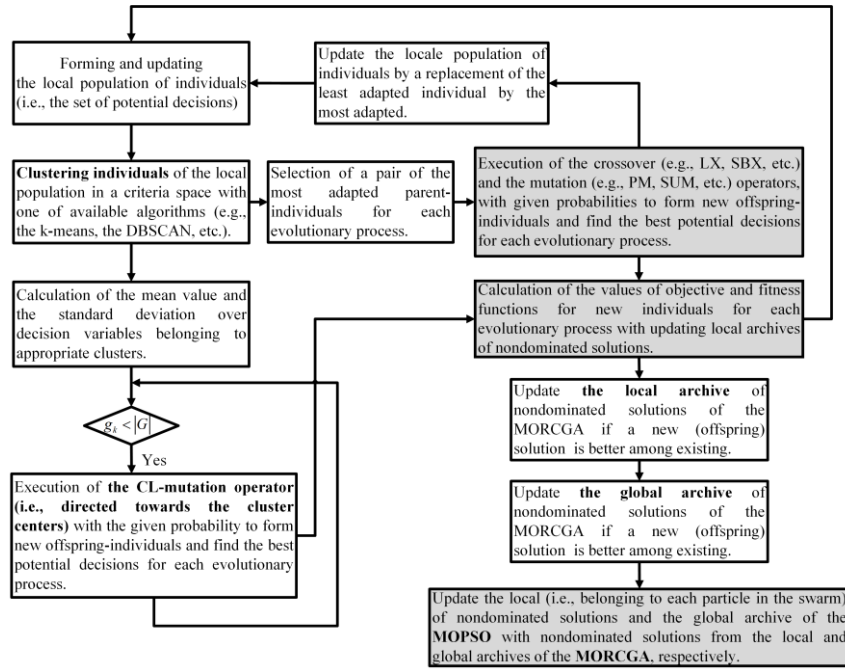 Forming and updating
the local population of individuals
(i.e., the set of potential decisions)
Update the locale population of
individuals by a replacement of the
least adapted individual by the
most adapted.
Clustering individuals of the local
population in a criteria space with
one of available algorithms (e.g.,
the k-means, the DBSCAN, etc.).
Selection of a pair of the
most adapted parent-
individuals for each
evolutionary process.
Execution of the crossover (e.g., LX, SBX, etc.)
and the mutation (e.g., PM, SUM, etc.) operators,
with given probabilities to form new offspring-
individuals and find the best potential decisions
for each evolutionary process.
Calculation of the mean value and
the standard deviation over
decision variables belonging to
appropriate clusters.
Calculation of the values of objective and fitness
functions for new individuals for each
evolutionary process with updating local archives
of nondominated solutions.
g_k < |G|
Yes
Execution of the CL-mutation operator
(i.e., directed towards the cluster
centers) with the given probability to form
new offspring-individuals and find the best
potential decisions for each evolutionary
process.
Update the local archive of
nondominated solutions of the
MORCGA if a new (offspring)
solution is better among existing.
Update the global archive of
nondominated solutions of the
MORCGA if a new (offspring)
solution is better among existing.
Update the local (i.e., belonging to each particle in the swarm)
of nondominated solutions and the global archive of the
MOPSO with nondominated solutions from the local and
global archives of the MORCGA, respectively.